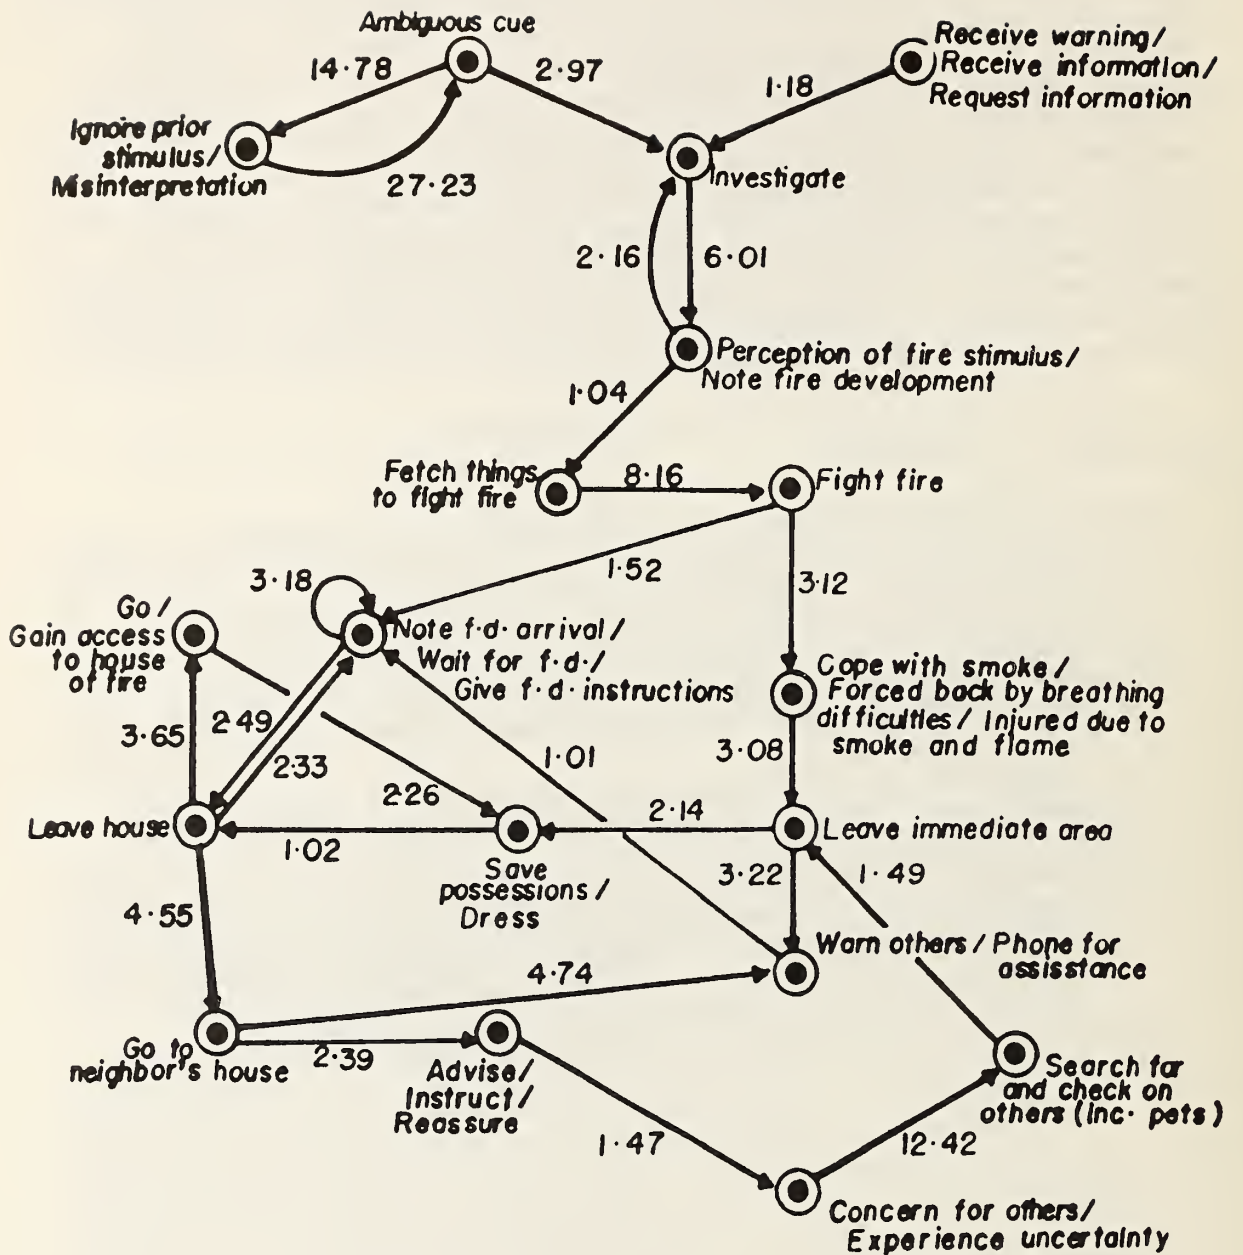 Ambiguous cue
14.78
2.97
Receive warning/
Receive information/
Request information
1.18
Ignore prior
stimulus/
Misinterpretation
27.23
Investigate
2.16
6.01
Perception of fire stimulus/
Note fire development
1.04
Fetch things
to fight fire
8.16
Fight fire
1.52
3.12
3.18
Go/
Gain access
to house
of fire
Note f.d. arrival/
Wait for f.d./
Give f.d. instructions
Cope with smoke/
Forced back by breathing
difficulties/ Injured due to
smoke and flame
3.65
2.49
2.33
1.01
3.08
2.26
Leave house
1.02
2.14
Leave immediate area
Save
possessions/
Dress
3.22
1.49
4.55
Warn others/ Phone for
assisstance
4.74
Go to
neighbor's house
2.39
Advise/
Instruct/
Reassure
Search for
and check on
others (inc. pets)
1.47
12.42
Concern for others/
Experience uncertainty